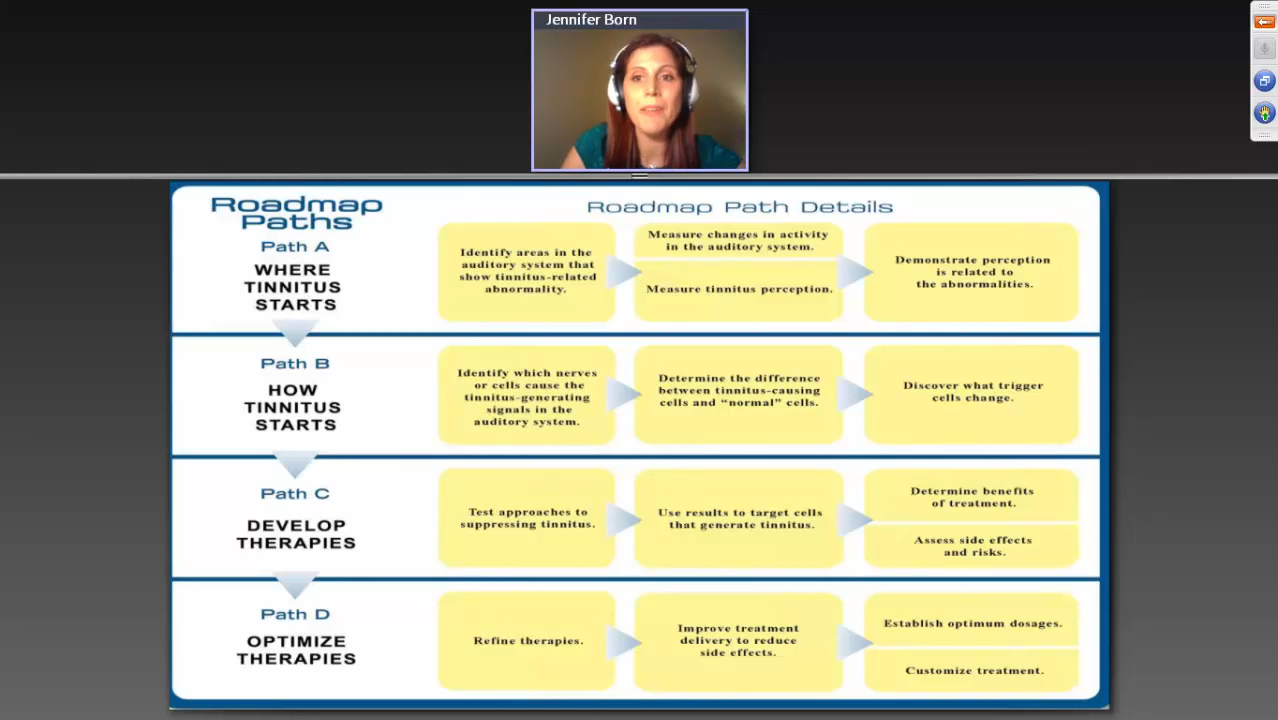 Jennifer Born
Roadmap
Paths
Roadmap Path Details
Path A
WHERE
TINNITUS
STARTS
Identify areas in the
auditory system that
show tinnitus-related
abnormality.
Measure changes in activity
in the auditory system.
Measure tinnitus perception.
Demonstrate perception
is related to
the abnormalities.
Path B
HOW
TINNITUS
STARTS
Identify which nerves
or cells cause the
tinnitus-generating
signals in the
auditory system.
Determine the difference
between tinnitus-causing
cells and “normal” cells.
Discover what trigger
cells change.
Path C
DEVELOP
THERAPIES
Test approaches to
suppressing tinnitus.
Use results to target cells
that generate tinnitus.
Determine benefits
of treatment.
Assess side effects
and risks.
Path D
OPTIMIZE
THERAPIES
Refine therapies.
Improve treatment
delivery to reduce
side effects.
Establish optimum dosages.
Customize treatment.